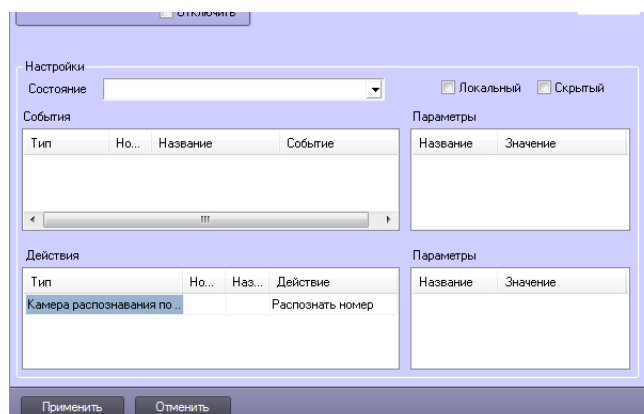 Отключить
Настройки
Состояние
Локальный Скрытый
События
Параметры
Тип Но... Название Событие
Название Значение
Действия
Параметры
Тип Но... Наз... Действие
Название Значение
Камера распознавания по .. Распознать номер
Применить Отменить